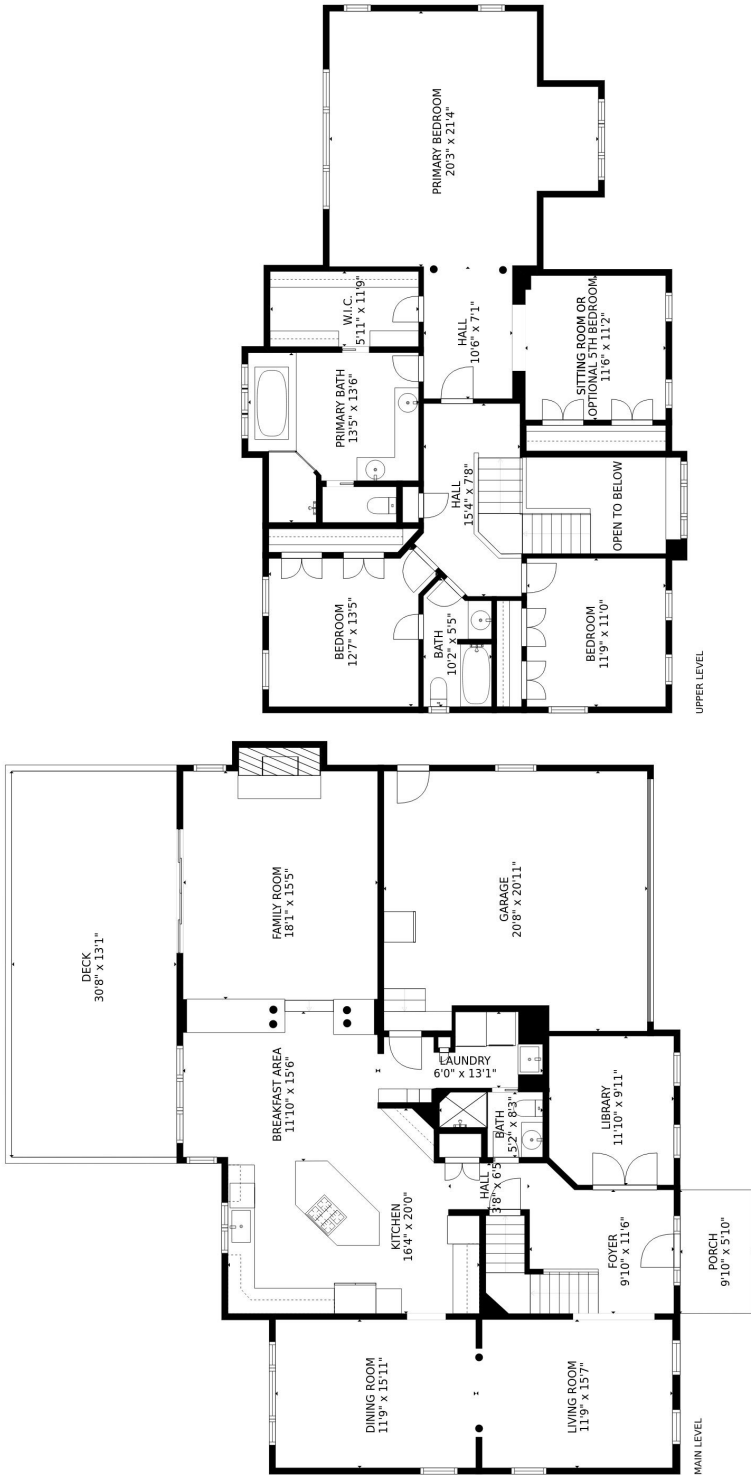 PRIMARY BEDROOM
20'3" x 21'4"
W.I.C.
5'11" x 11'9"
HALL
10'6" x 7'1"
SITTING ROOM OR
OPTIONAL 5TH BEDROOM
11'6" x 11'2"
PRIMARY BATH
13'5" x 13'6"
HALL
15'4" x 7'8"
OPEN TO BELOW
BEDROOM
12'7" x 13'5"
BATH
10'2" x 5'5"
BEDROOM
11'9" x 11'0"
UPPER LEVEL
DECK
30'8" x 13'1"
FAMILY ROOM
18'1" x 15'5"
GARAGE
20'8" x 20'11"
BREAKFAST AREA
11'10" x 15'6"
LAUNDRY
6'0" x 13'1"
BATH
5'2" x 8'3"
LIBRARY
11'10" x 9'11"
KITCHEN
16'4" x 20'0"
HALL
3'8" x 6'5"
FOYER
9'10" x 11'6"
PORCH
9'10" x 5'10"
DINING ROOM
11'9" x 15'11"
LIVING ROOM
11'9" x 15'7"
MAIN LEVEL